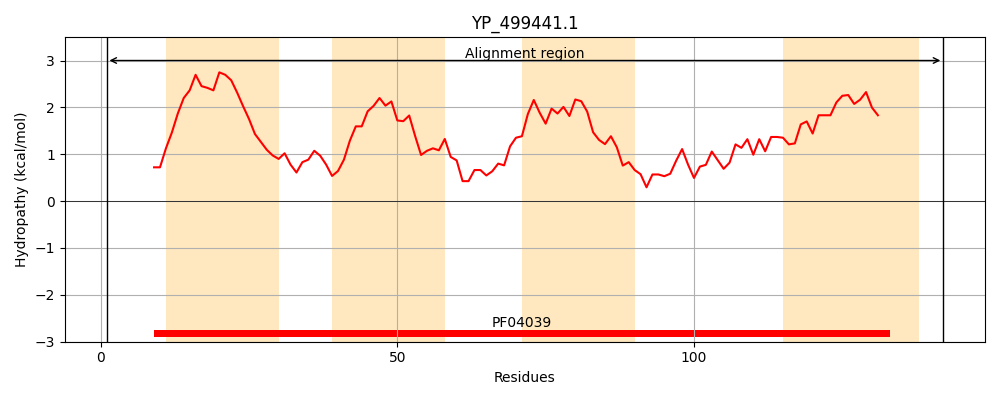 YP_499441.1
Hydropathy (kcal/mol)
3
2
1
0
−1
−2
−3
Alignment region
PF04039
0
50
100
Residues